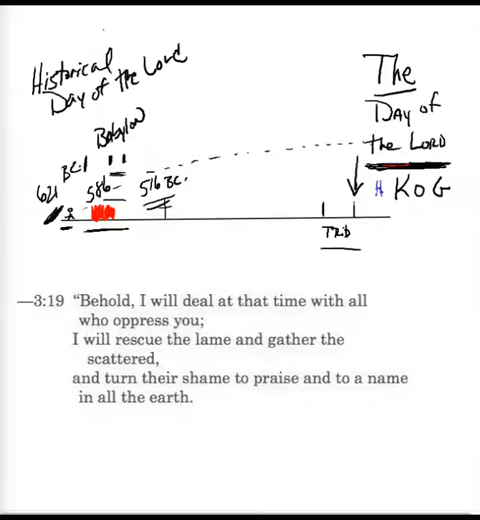 Historical
Day of the Lord
Babylon
621
BC
586
516 BC.
The
DAY of
the LORD
H KOG
TRIB
—3:19 "Behold, I will deal at that time with all
who oppress you;
I will rescue the lame and gather the
scattered,
and turn their shame to praise and to a name
in all the earth.